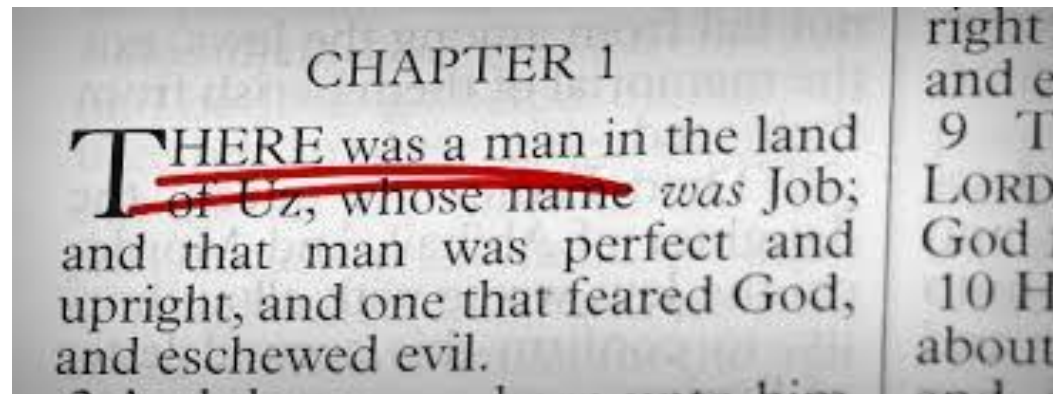 CHAPTER 1
THERE was a man in the land
of Uz, whose name was Job;
and that man was perfect and
upright, and one that feared God,
and eschewed evil.
right
and e
9 T
LORD
God
10 H
about